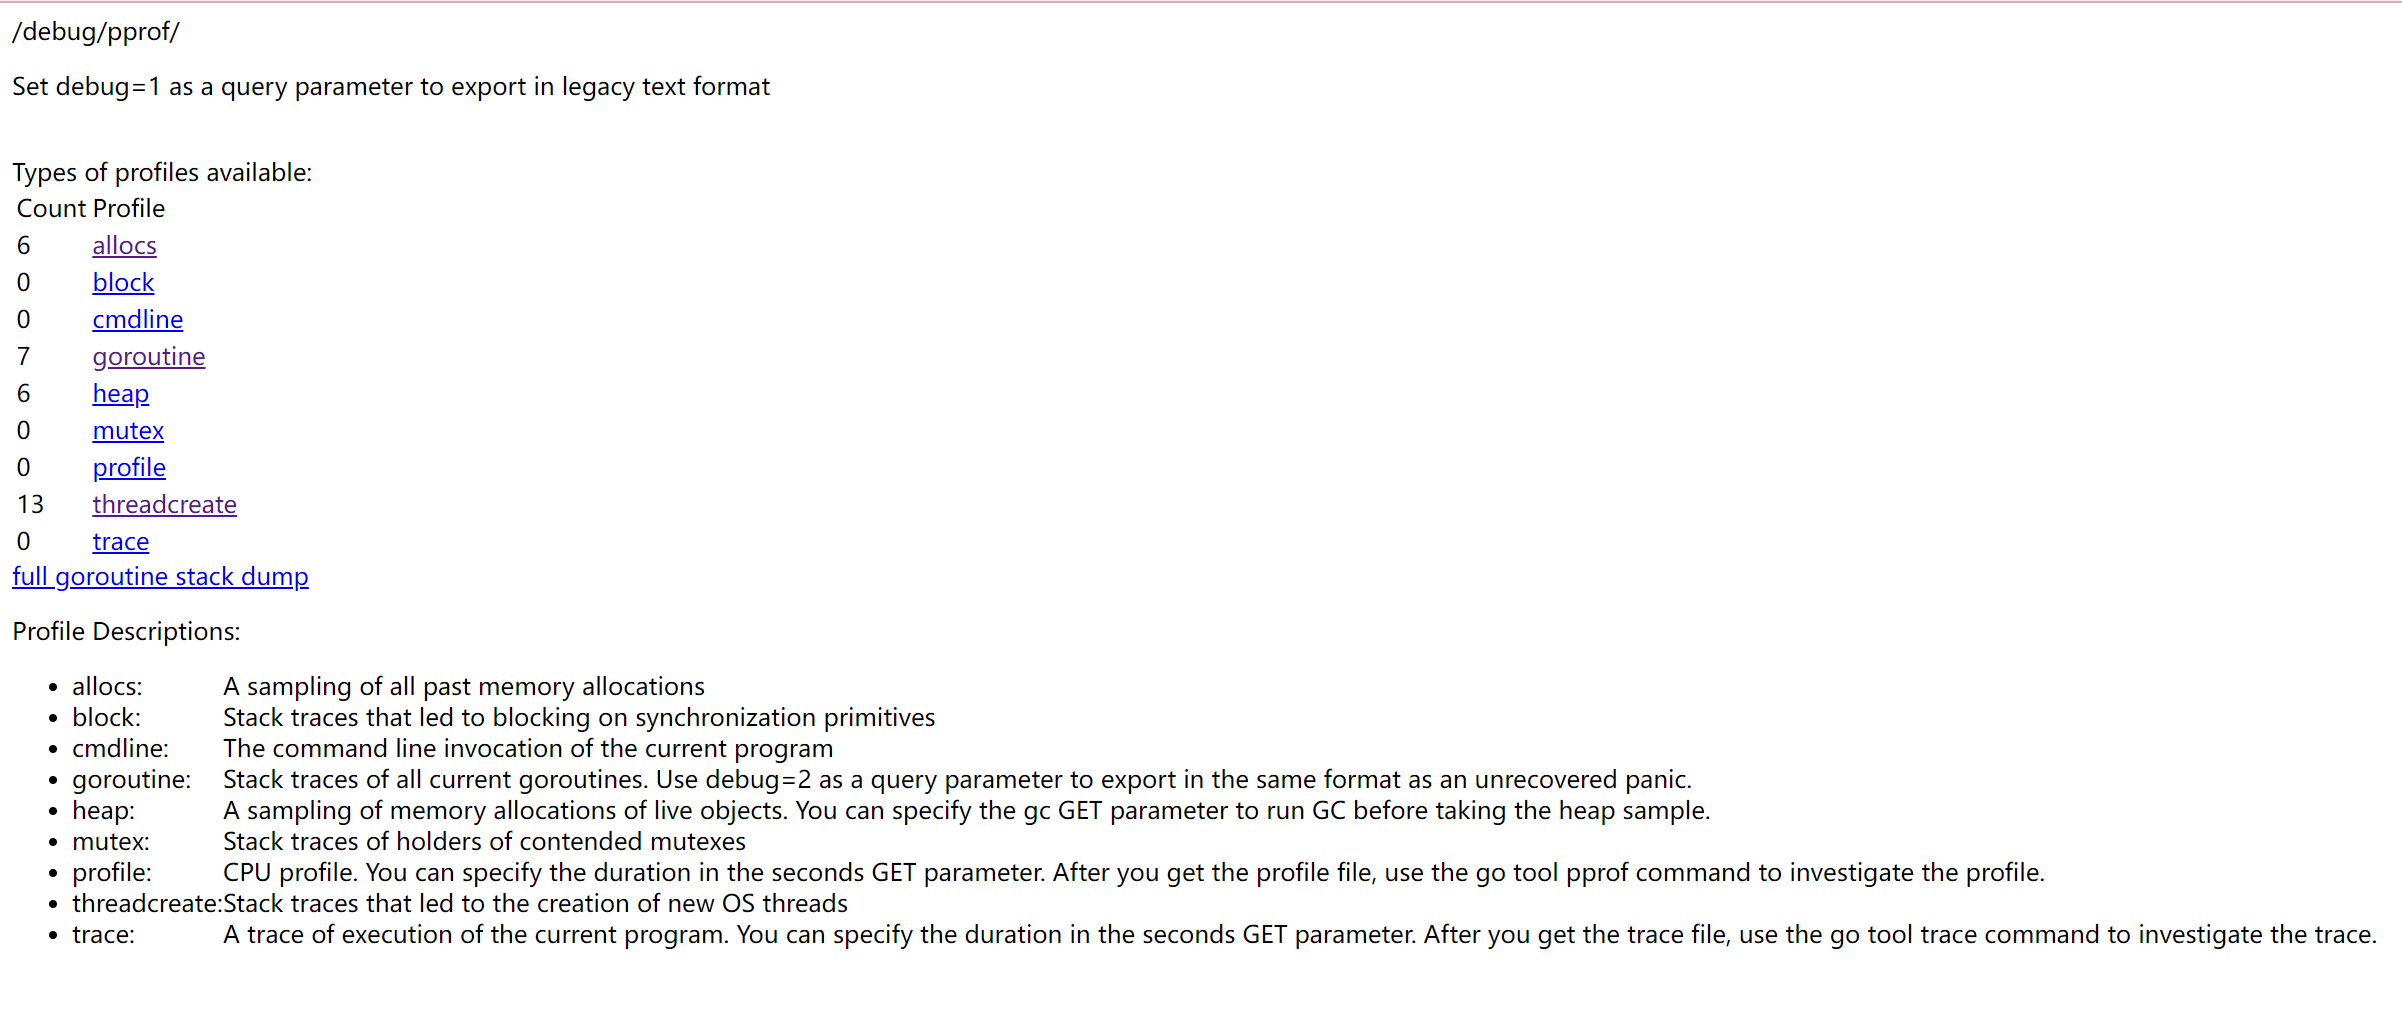 /debug/pprof/
Set debug=1 as a query parameter to export in legacy text format
Types of profiles available:
Count Profile
6 allocs
0 block
0 cmdline
7 goroutine
6 heap
0 mutex
0 profile
13 threadcreate
0 trace
full goroutine stack dump
Profile Descriptions:
• allocs: A sampling of all past memory allocations
• block: Stack traces that led to blocking on synchronization primitives
• cmdline: The command line invocation of the current program
• goroutine: Stack traces of all current goroutines. Use debug=2 as a query parameter to export in the same format as an unrecovered panic.
• heap: A sampling of memory allocations of live objects. You can specify the gc GET parameter to run GC before taking the heap sample.
• mutex: Stack traces of holders of contended mutexes
• profile: CPU profile. You can specify the duration in the seconds GET parameter. After you get the profile file, use the go tool pprof command to investigate the profile.
• threadcreate:Stack traces that led to the creation of new OS threads
• trace: A trace of execution of the current program. You can specify the duration in the seconds GET parameter. After you get the trace file, use the go tool trace command to investigate the trace.